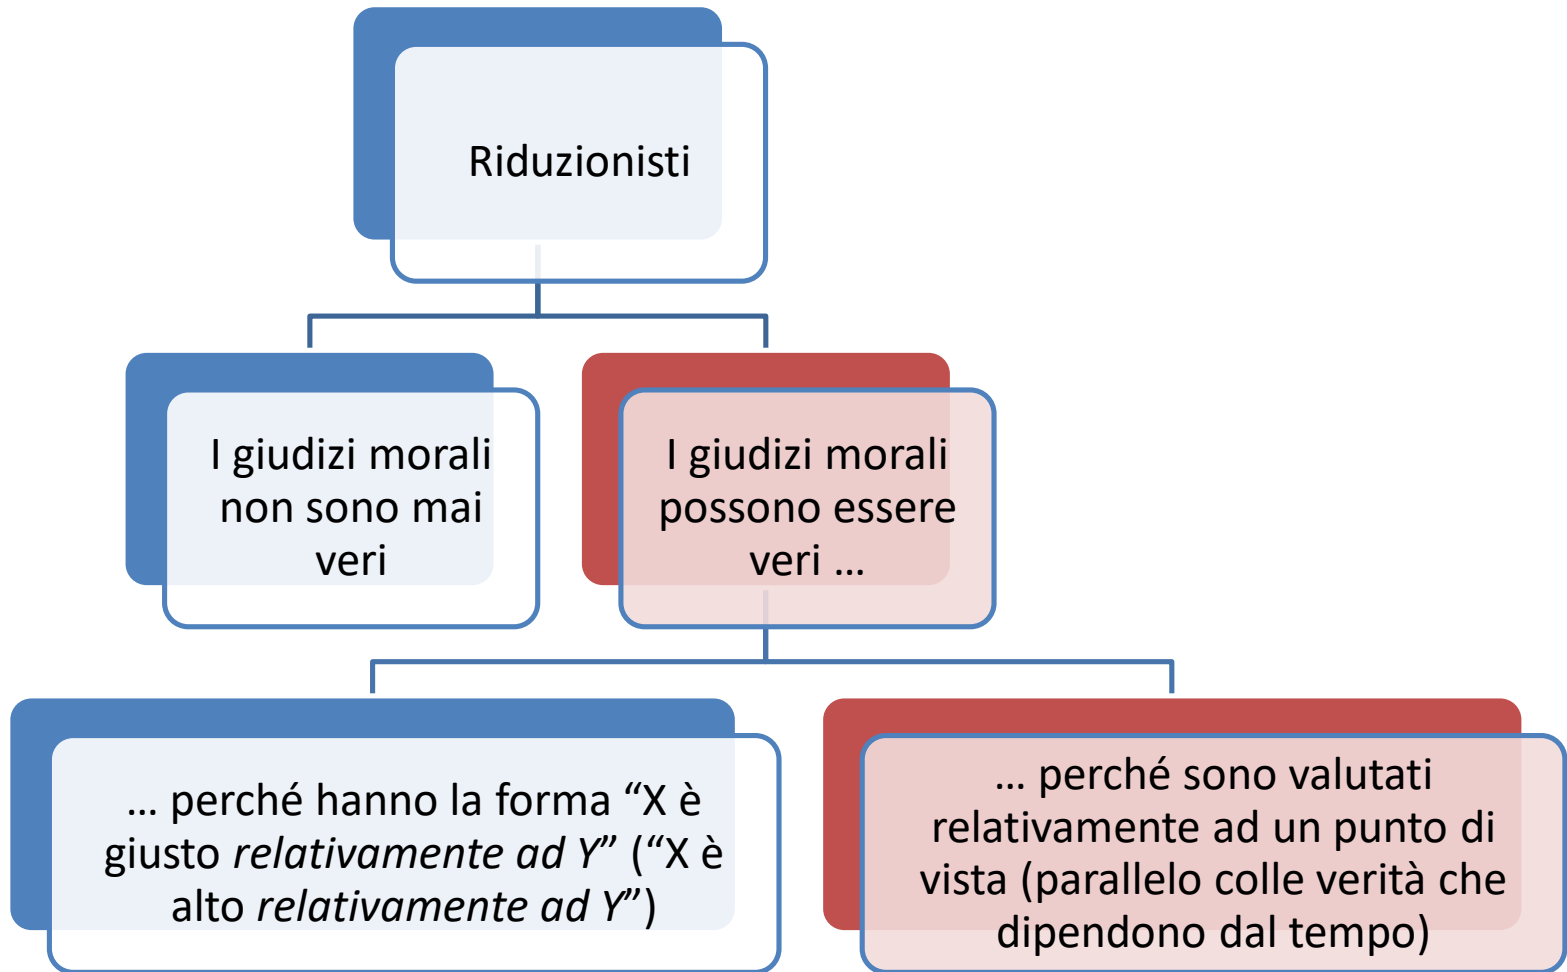 Riduzionisti
I giudizi morali
non sono mai
veri
I giudizi morali
possono essere
veri …
… perché hanno la forma “X è
giusto relativamente ad Y” (“X è
alto relativamente ad Y”)
… perché sono valutati
relativamente ad un punto di
vista (parallelo colle verità che
dipendono dal tempo)